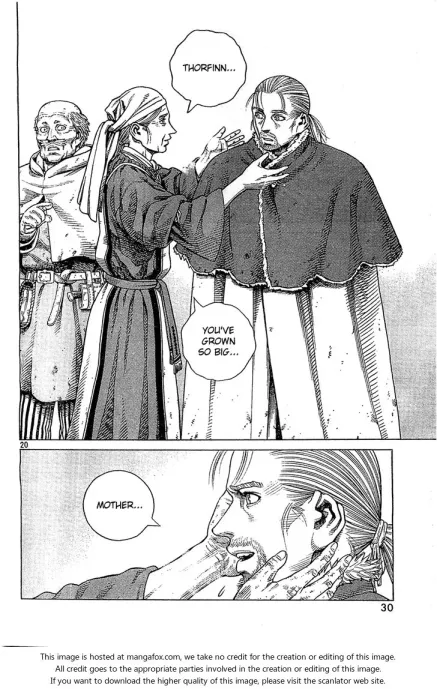 THORFINN...
YOU'VE
GROWN
SO BIG...
20
MOTHER...
30
This image is hosted at mangafox.com, we take no credit for the creation or editing of this image.
All credit goes to the appropriate parties involved in the creation or editing of this image.
If you want to download the higher quality of this image, please visit the scanlator web site.